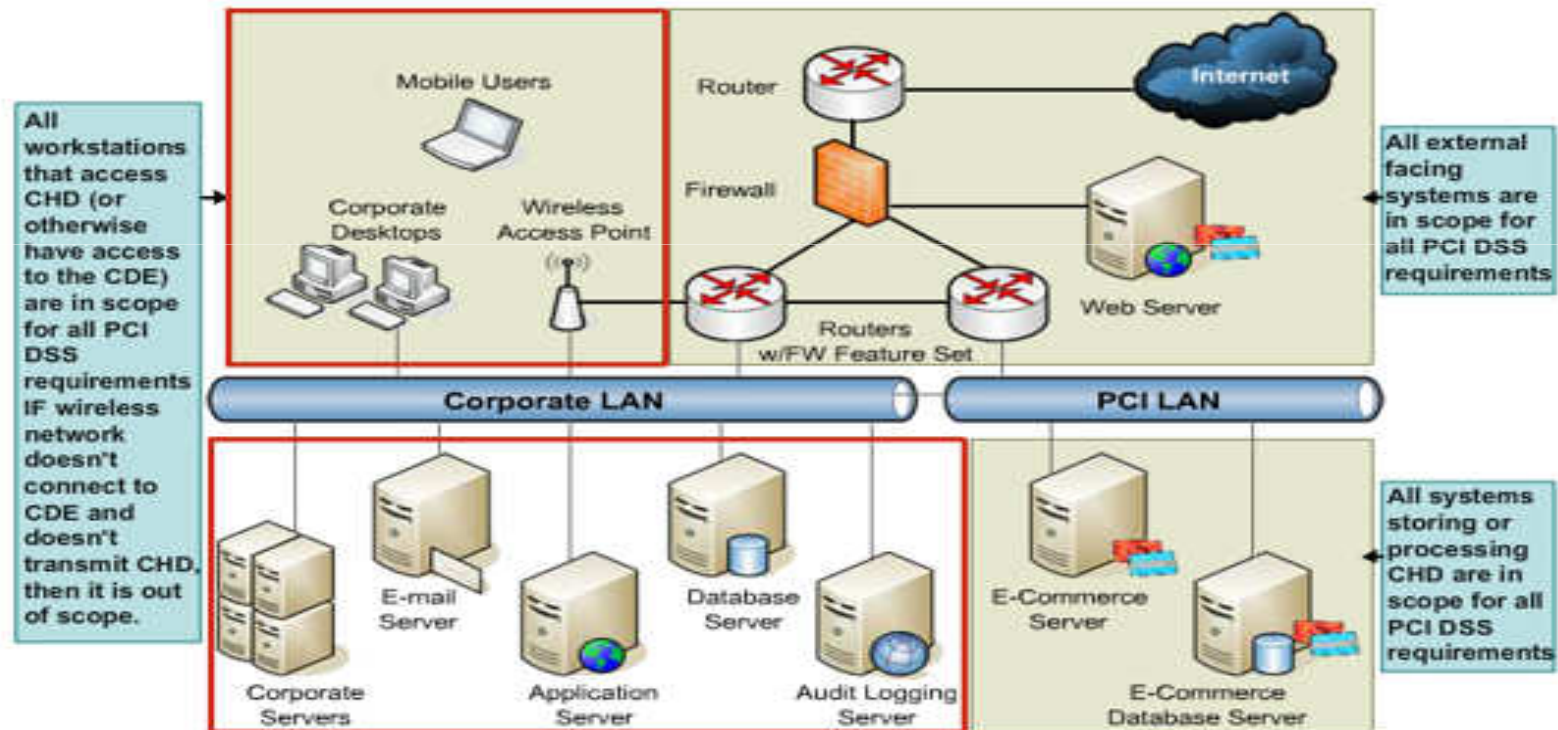 All
workstations
that access
CHD (or
otherwise
have access
to the CDE)
are in scope
for all PCI
DSS
requirements
IF wireless
network
doesn't
connect to
CDE and
doesn't
transmit CHD,
then it is out
of scope.
Mobile Users
Corporate
Desktops
Wireless
Access Point
Router
Internet
Firewall
Web Server
Routers
w/FW Feature Set
All external
facing
systems are
in scope for
all PCI DSS
requirements
Corporate LAN
PCI LAN
Corporate
Servers
E-mail
Server
Application
Server
Database
Server
Audit Logging
Server
E-Commerce
Server
E-Commerce
Database Server
All systems
storing or
processing
CHD are in
scope for all
PCI DSS
requirements